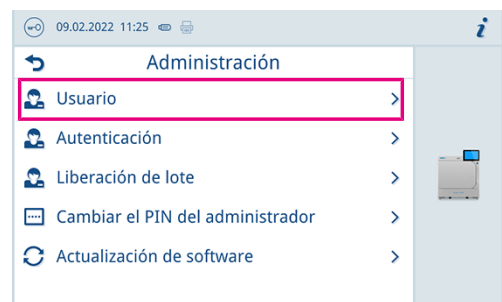 09.02.2022 11:25
Administración
Usuario
Autenticación
Liberación de lote
Cambiar el PIN del administrador
Actualización de software